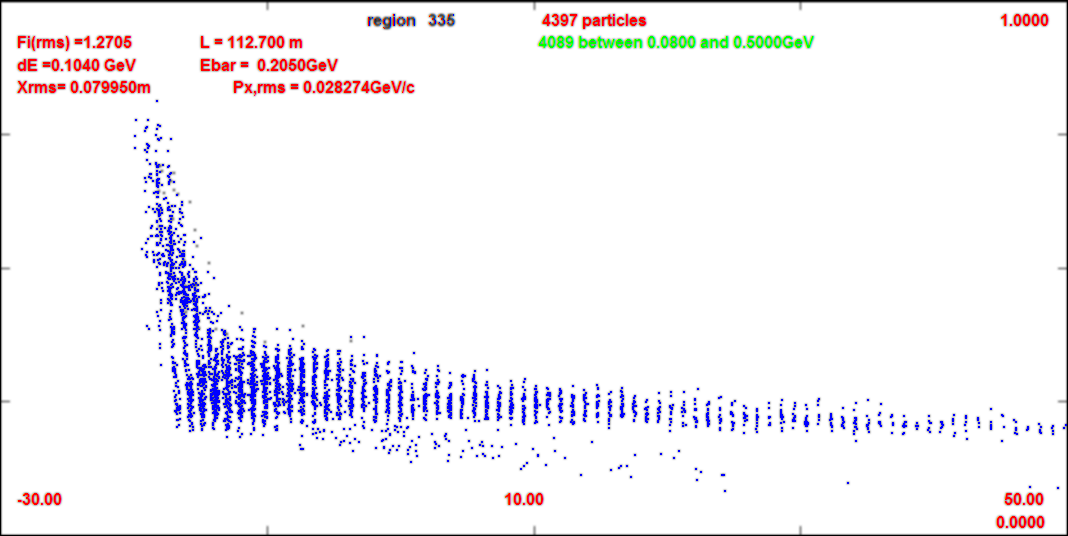 region 335 4397 particles 1.0000
Fi(rms) =1.2705 L = 112.700 m 4089 between 0.0800 and 0.5000GeV
dE =0.1040 GeV Ebar = 0.2050GeV
Xrms= 0.079950m Px,rms = 0.028274GeV/c
-30.00 10.00 50.00
0.0000